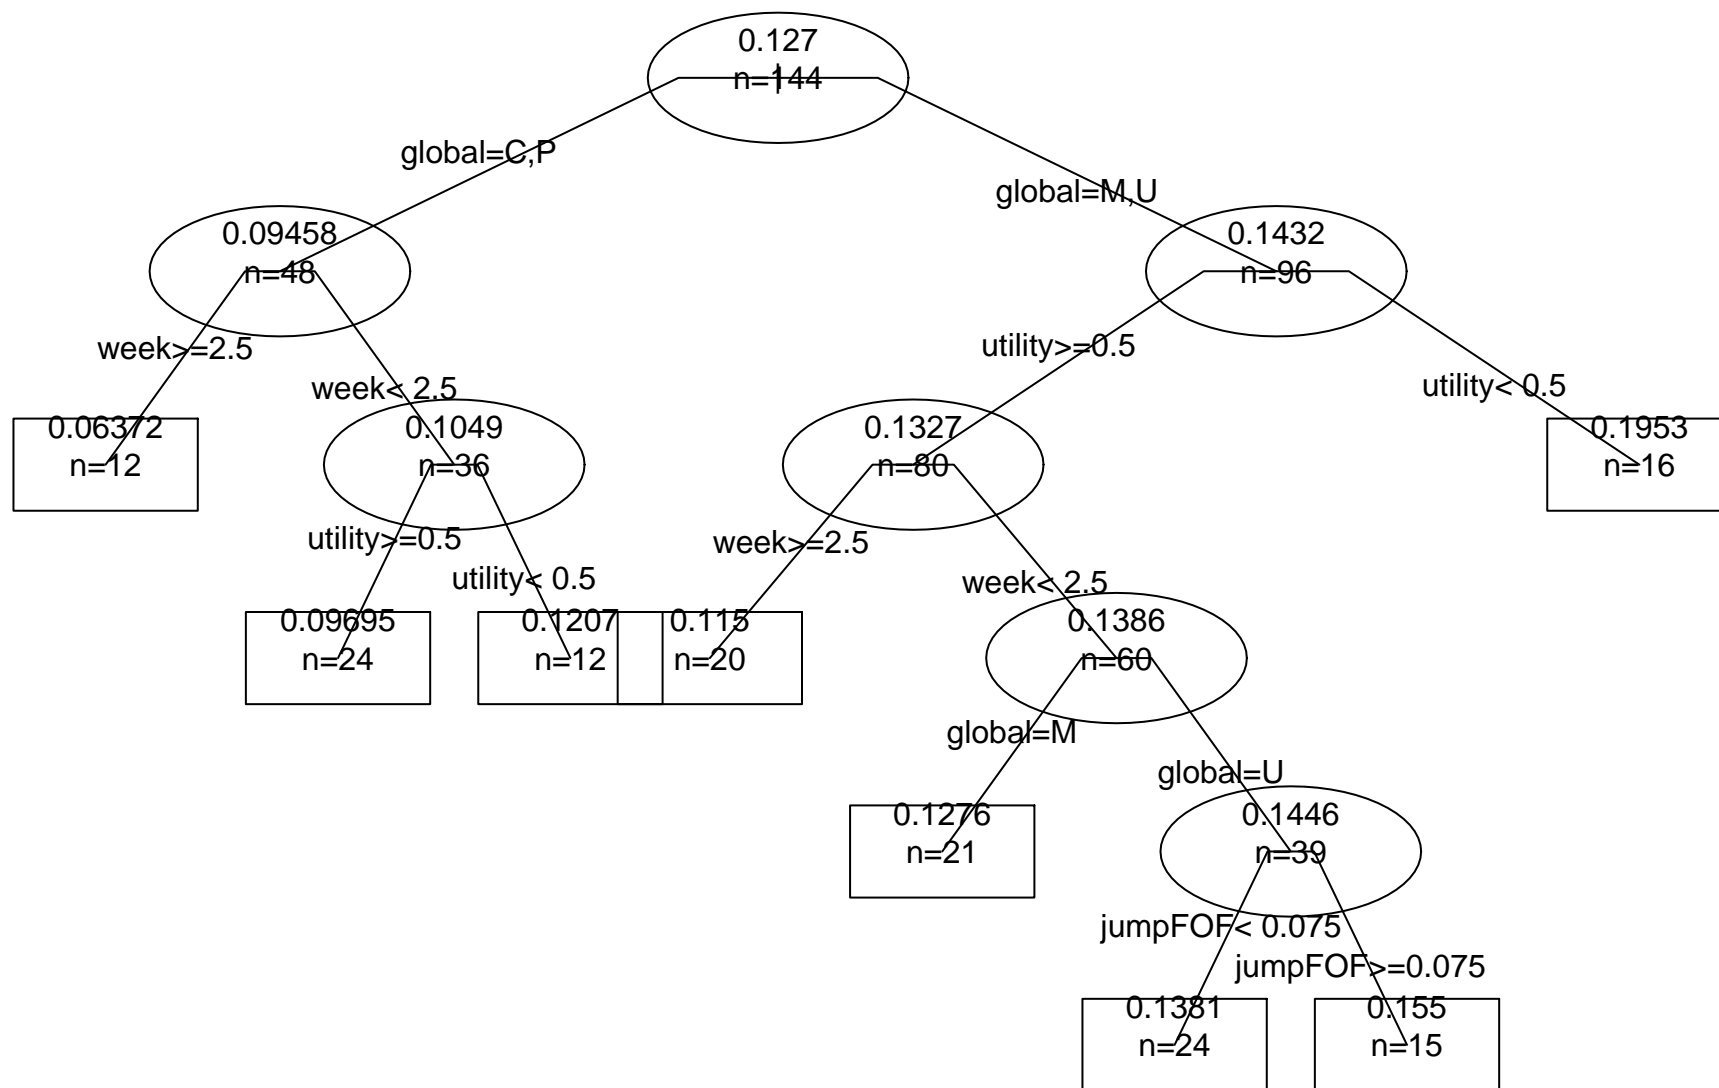 0.127
n=144
global=C,P
global=M,U
0.09458
n=48
0.1432
n=96
week>=2.5
week< 2.5
utility>=0.5
utility< 0.5
0.06372
n=12
0.1049
n=36
0.1327
n=80
0.1953
n=16
utility>=0.5
utility< 0.5
week>=2.5
week< 2.5
0.09695
n=24
0.1207
n=12
0.115
n=20
0.1386
n=60
global=M
global=U
0.1276
n=21
0.1446
n=39
jumpFOF< 0.075
jumpFOF>=0.075
0.1381
n=24
0.155
n=15